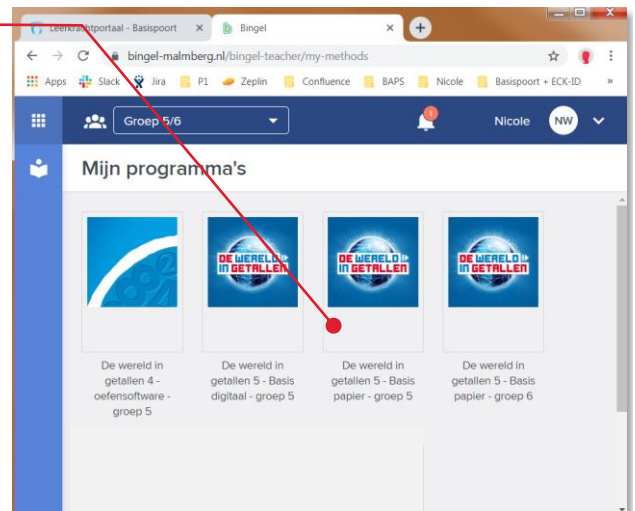 Leerkrachtportaal - Basispoort
Bingel
bingel-malmberg.nl/bingel-teacher/my-methods
Apps Slack Jira P1 Zeplin Confluence BAPS Nicole Basispoort + ECK-ID »
Groep 5/6
1
Nicole
NW
Mijn programma's
DE WERELD
IN GETALLEN
DE WERELD
IN GETALLEN
DE WERELD
IN GETALLEN
De wereld in
getallen 4 -
oefensoftware -
groep 5
De wereld in
getallen 5 - Basis
digitaal - groep 5
De wereld in
getallen 5 - Basis
papier - groep 5
De wereld in
getallen 5 - Basis
papier - groep 6